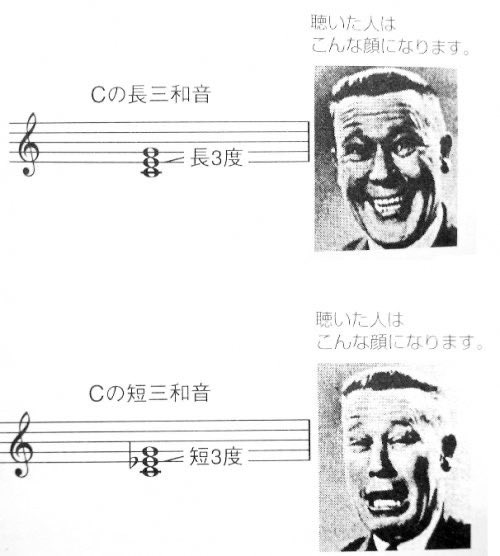 聴いた人は
こんな顔になります。
Cの長三和音
長3度
聴いた人は
こんな顔になります。
Cの短三和音
短3度